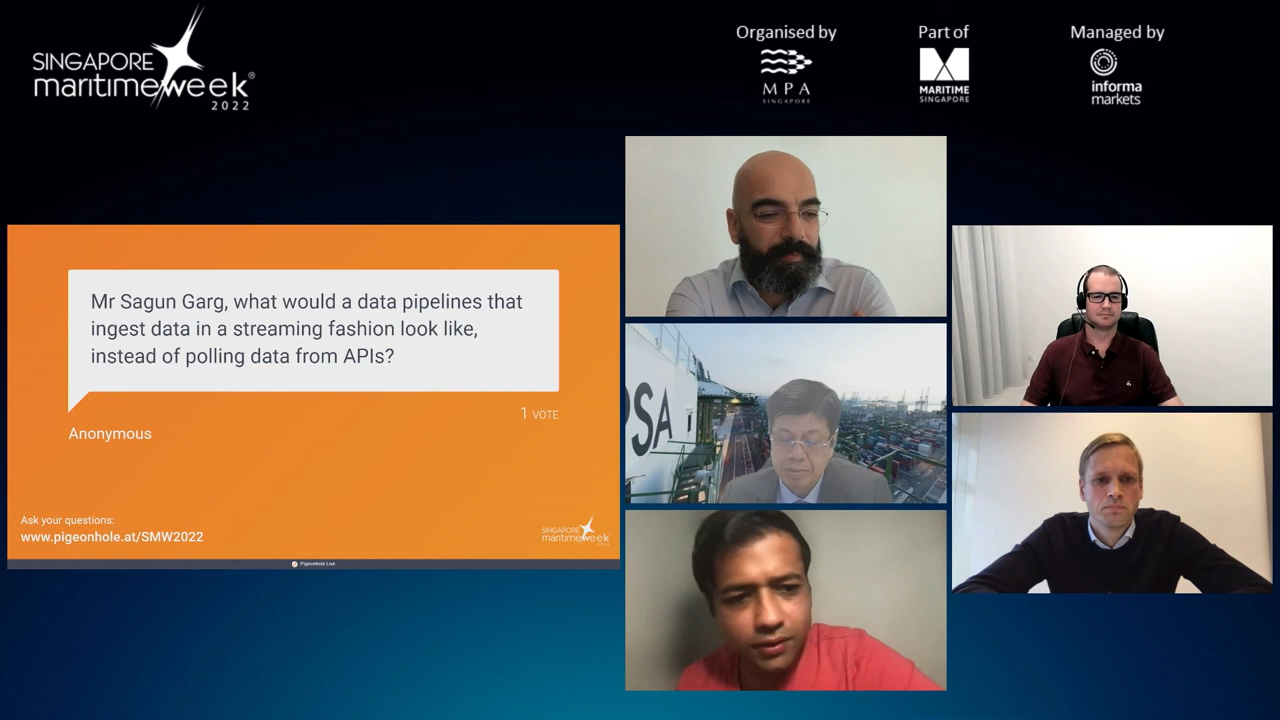 SINGAPORE
maritimeweek®
2022
Organised by
MPA
SINGAPORE
Part of
MARITIME
SINGAPORE
Managed by
informa
markets
Mr Sagun Garg, what would a data pipelines that
ingest data in a streaming fashion look like,
instead of polling data from APIs?
1 VOTE
Anonymous
Ask your questions:
www.pigeonhole.at/SMW2022
SINGAPORE
maritimeweek
Pigeonhole Live
PSA